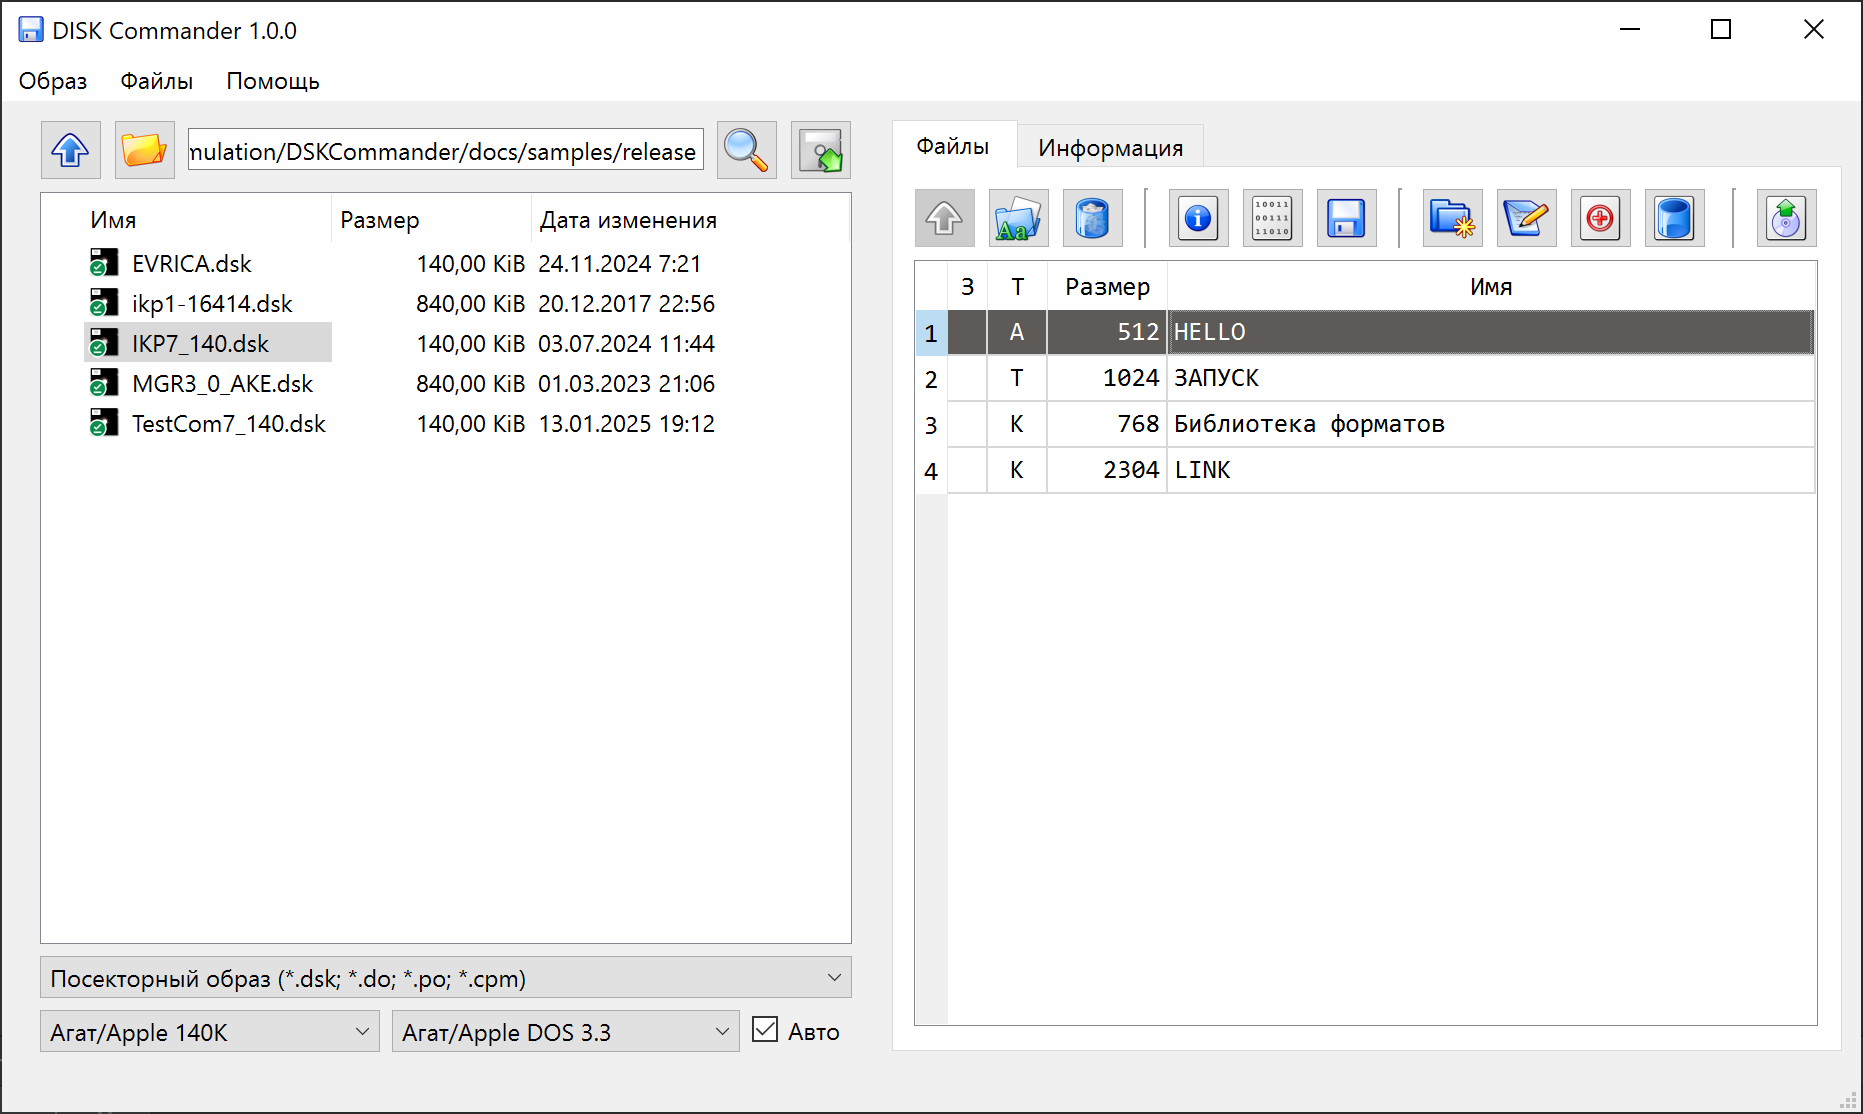 DISK Commander 1.0.0
Образ Файлы Помощь
mulation/DSKCommander/docs/samples/release
Имя Размер Дата изменения
EVRICA.dsk 140,00 KiB 24.11.2024 7:21
ikp1-16414.dsk 840,00 KiB 20.12.2017 22:56
IKP7_140.dsk 140,00 KiB 03.07.2024 11:44
MGR3_0_AKE.dsk 840,00 KiB 01.03.2023 21:06
TestCom7_140.dsk 140,00 KiB 13.01.2025 19:12
Посекторный образ (*.dsk; *.do; *.po; *.cpm)
Агат/Apple 140K Агат/Apple DOS 3.3 Авто
Файлы Информация
10011
00111
11010
Aa
З Т Размер Имя
1 A 512 HELLO
2 T 1024 ЗАПУСК
3 K 768 Библиотека форматов
4 K 2304 LINK